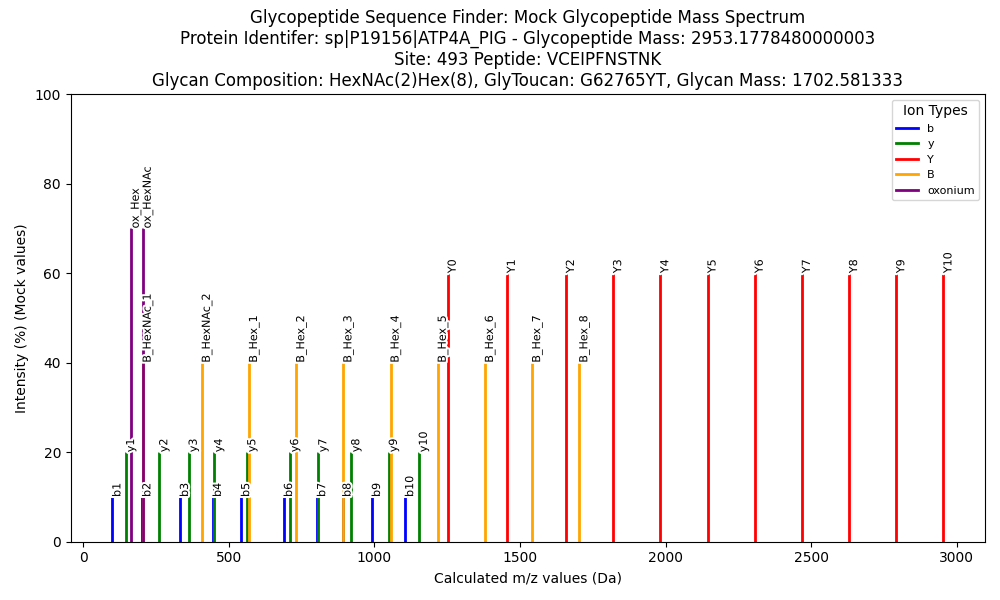 Glycopeptide Sequence Finder: Mock Glycopeptide Mass Spectrum
Protein Identifer: sp|P19156|ATP4A_PIG - Glycopeptide Mass: 2953.1778480000003
Site: 493 Peptide: VCEIPFNSTNK
Glycan Composition: HexNAc(2)Hex(8), GlyToucan: G62765YT, Glycan Mass: 1702.581333
Intensity (%) (Mock values)
100
80
60
40
20
0
Ion Types
b
y
Y
B
oxonium
ox_Hex
ox_HexNAc
Y0
Y1
Y2
Y3
Y4
Y5
Y6
Y7
Y8
Y9
Y10
B_HexNAc_1
B_HexNAc_2
B_Hex_1
B_Hex_2
B_Hex_3
B_Hex_4
B_Hex_5
B_Hex_6
B_Hex_7
B_Hex_8
y1
y2
y3
y4
y5
y6
y7
y8
y9
y10
b1
b2
b3
b4
b5
b6
b7
b8
b9
b10
0
500
1000
1500
2000
2500
3000
Calculated m/z values (Da)